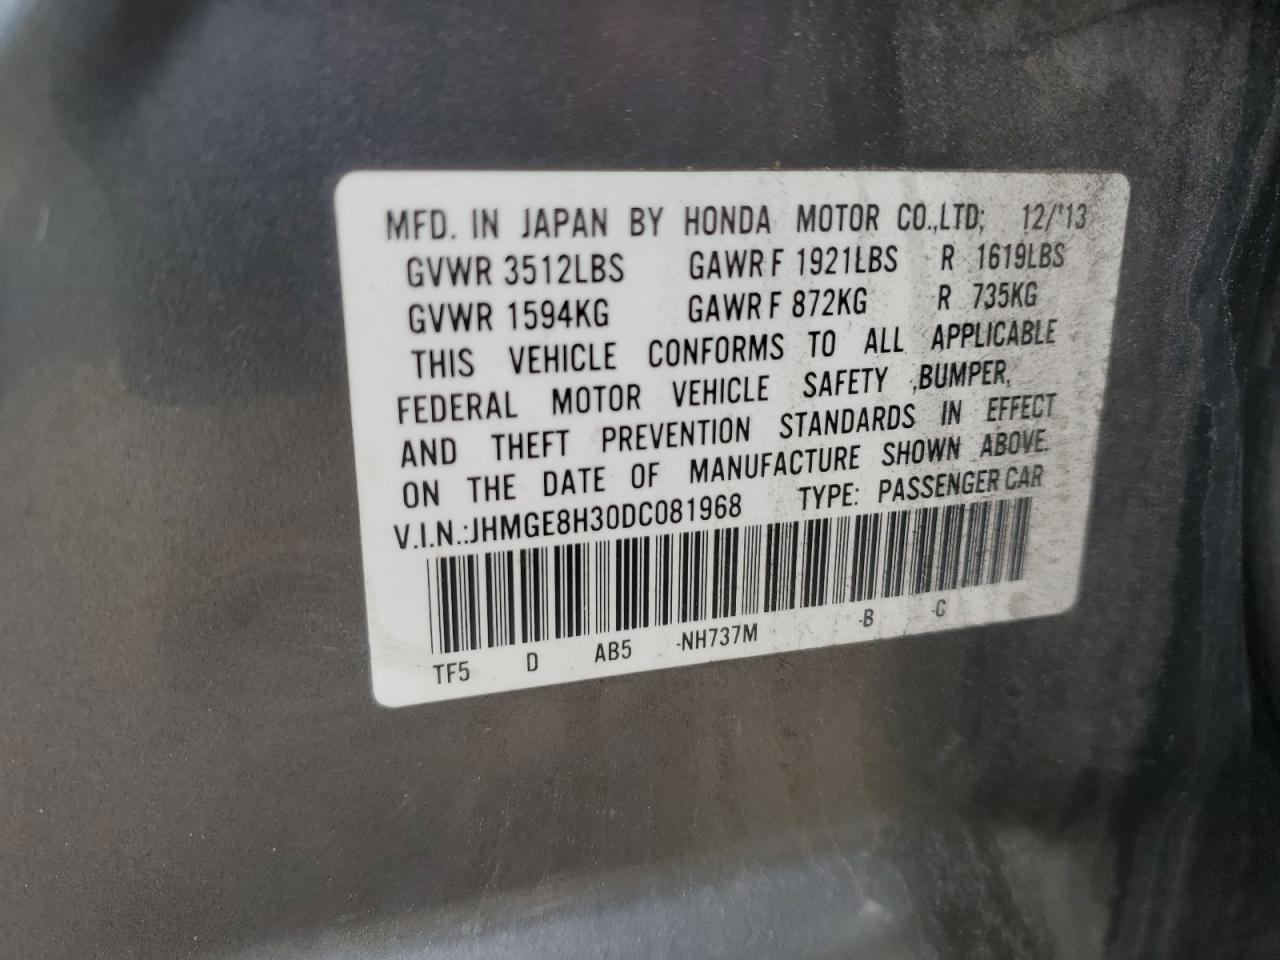 MFD. IN JAPAN BY HONDA MOTOR CO.,LTD; 12/'13
GVWR 3512LBS GAWR F 1921LBS R 1619LBS
GVWR 1594KG GAWR F 872KG R 735KG
THIS VEHICLE CONFORMS TO ALL APPLICABLE
FEDERAL MOTOR VEHICLE SAFETY ,BUMPER,
AND THEFT PREVENTION STANDARDS IN EFFECT
ON THE DATE OF MANUFACTURE SHOWN ABOVE.
V.I.N.:JHMGE8H30DC081968 TYPE: PASSENGER CAR
TF5 D AB5 -NH737M -B -C